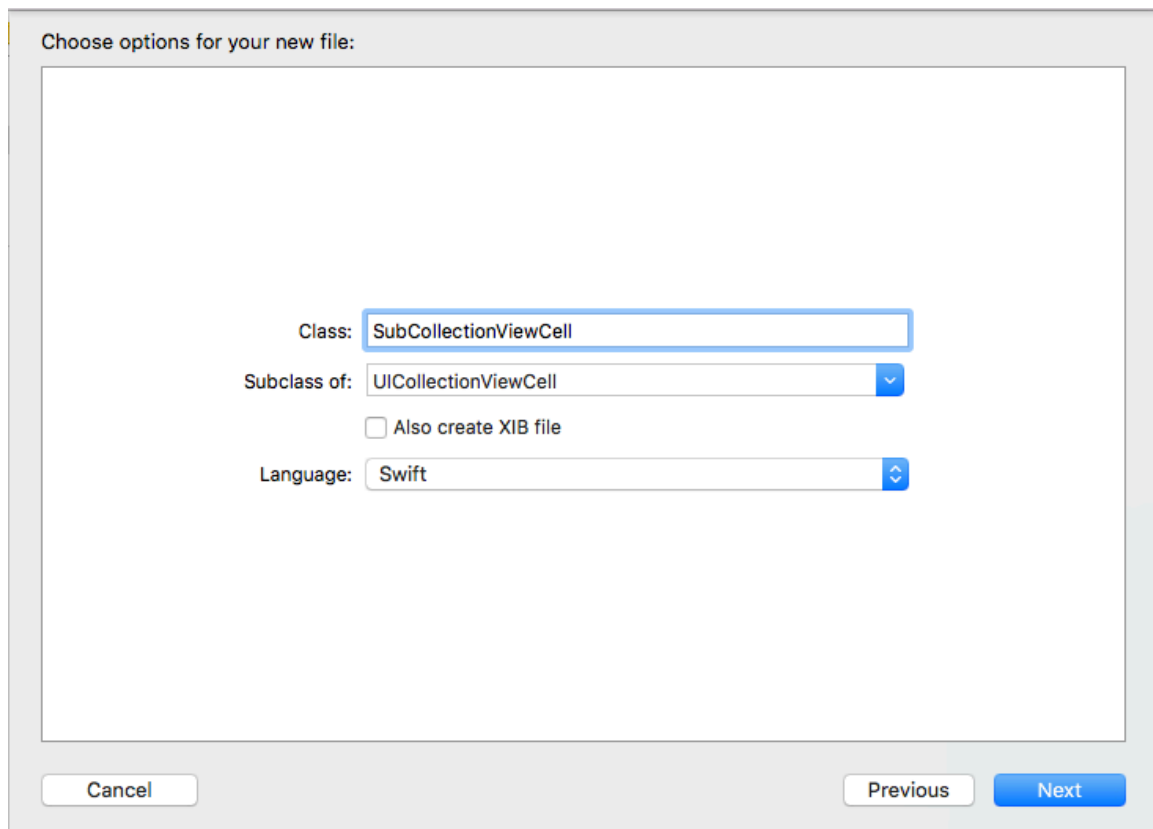 Choose options for your new file:
Class: SubCollectionViewCell
Subclass of: UICollectionViewCell
Also create XIB file
Language: Swift
Cancel Previous Next